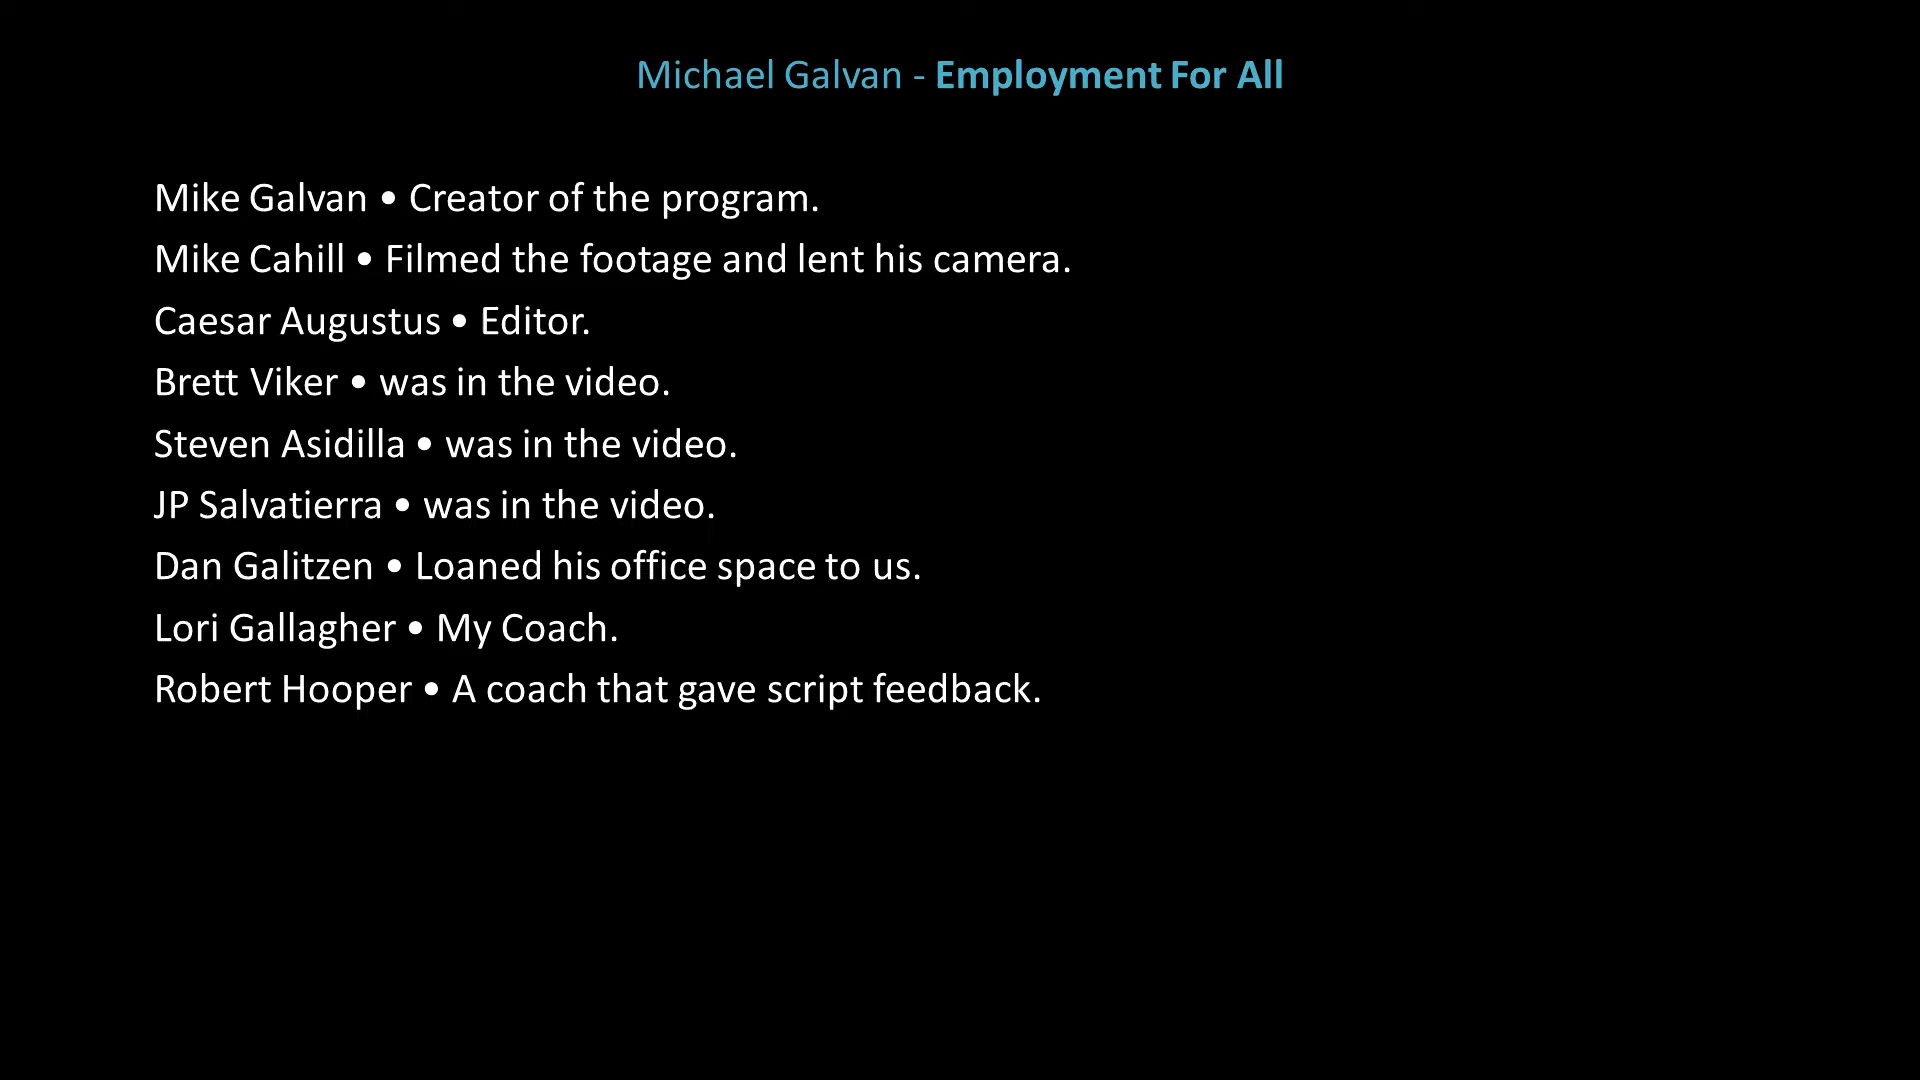 Michael Galvan - Employment For All
Mike Galvan • Creator of the program.
Mike Cahill • Filmed the footage and lent his camera.
Caesar Augustus • Editor.
Brett Viker • was in the video.
Steven Asidilla • was in the video.
JP Salvatierra • was in the video.
Dan Galitzen • Loaned his office space to us.
Lori Gallagher • My Coach.
Robert Hooper • A coach that gave script feedback.